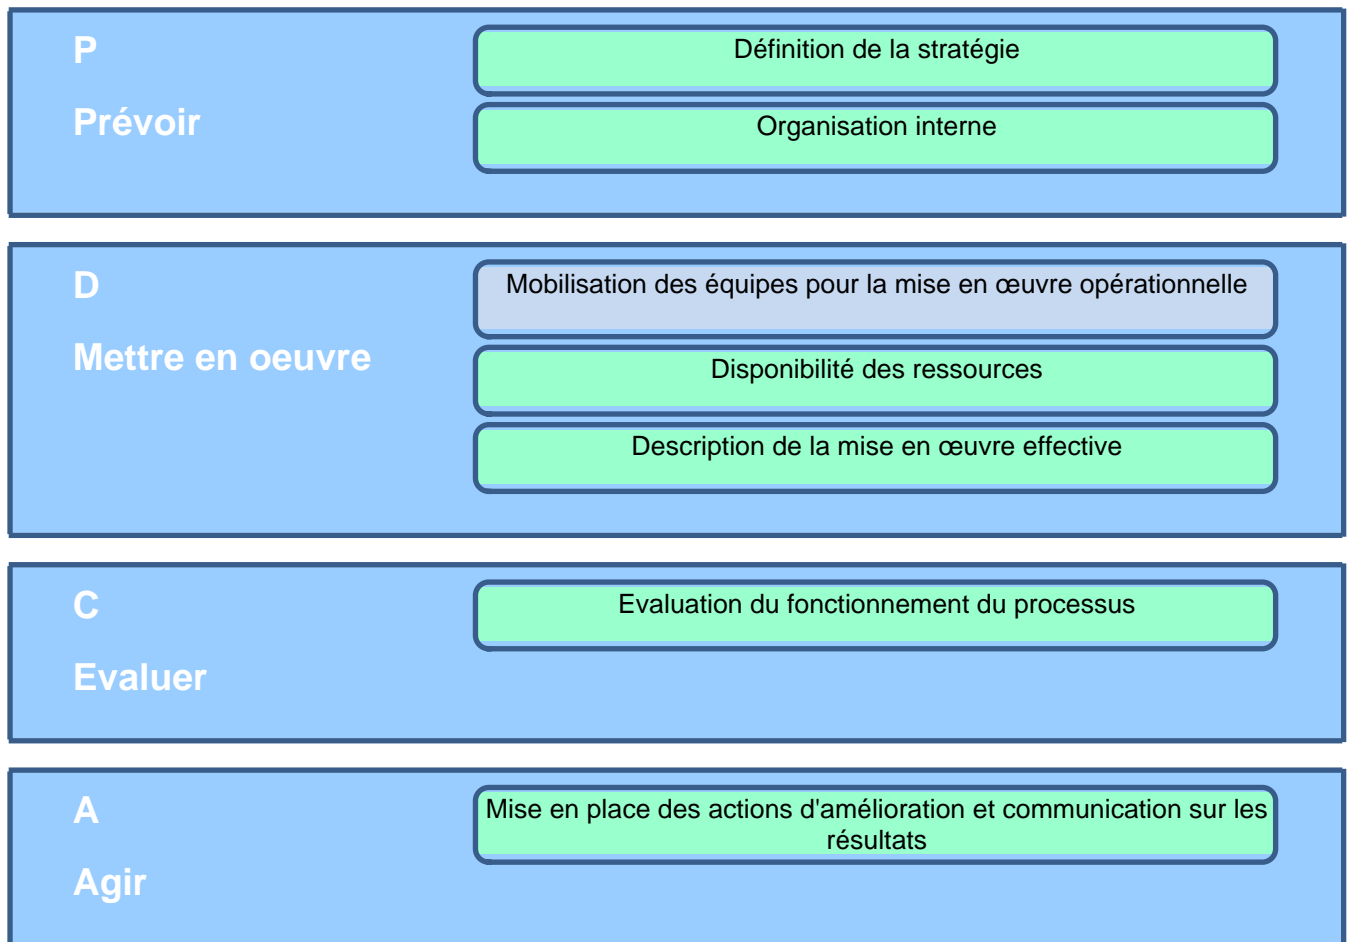 P
Prévoir
Définition de la stratégie
Organisation interne
D
Mettre en oeuvre
Mobilisation des équipes pour la mise en œuvre opérationnelle
Disponibilité des ressources
Description de la mise en œuvre effective
C
Evaluer
Evaluation du fonctionnement du processus
A
Agir
Mise en place des actions d'amélioration et communication sur les
résultats